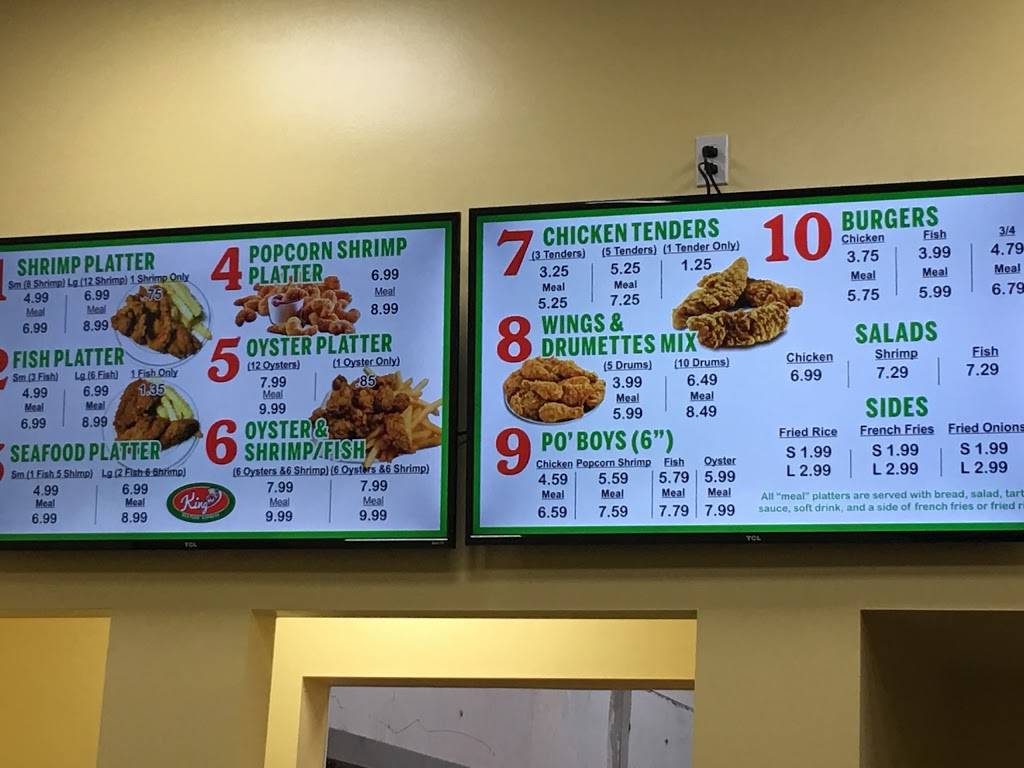 SHRIMP PLATTER
Sm (8 Shrimp) Lg (12 Shrimp) 1 Shrimp Only
4.99 6.99 .75
Meal Meal
6.99 8.99
FISH PLATTER
Sm (3 Fish) Lg (6 Fish) 1 Fish Only
4.99 6.99 1.35
Meal Meal
6.99 8.99
SEAFOOD PLATTER
Sm (1 Fish 5 Shimp) Lg (2 Fish 6 Shrimp)
4.99 6.99
Meal Meal
6.99 8.99
4 POPCORN SHRIMP
PLATTER
6.99
Meal
8.99
5 OYSTER PLATTER
(12 Oysters) (1 Oyster Only)
7.99 .85
Meal
9.99
6 OYSTER &
SHRIMP/FISH
(6 Oysters &6 Shrimp) (6 Oysters &6 Shrimp)
7.99 7.99
Meal Meal
9.99 9.99
King
TCL
7 CHICKEN TENDERS
(3 Tenders) (5 Tenders) (1 Tender Only)
3.25 5.25 1.25
Meal Meal
5.25 7.25
8 WINGS &
DRUMETTES MIX
(5 Drums) (10 Drums)
3.99 6.49
Meal Meal
5.99 8.49
9 PO' BOYS (6")
Chicken Popcorn Shrimp Fish Oyster
4.59 5.59 5.79 5.99
Meal Meal Meal Meal
6.59 7.59 7.79 7.99
10 BURGERS
Chicken Fish 3/4
3.75 3.99 4.79
Meal Meal Meal
5.75 5.99 6.79
SALADS
Chicken Shrimp Fish
6.99 7.29 7.29
SIDES
Fried Rice French Fries Fried Onions
S 1.99 S 1.99 S 1.99
L 2.99 L 2.99 L 2.99
All "meal" platters are served with bread, salad, tart
sauce, soft drink, and a side of french fries or fried ri
TCL